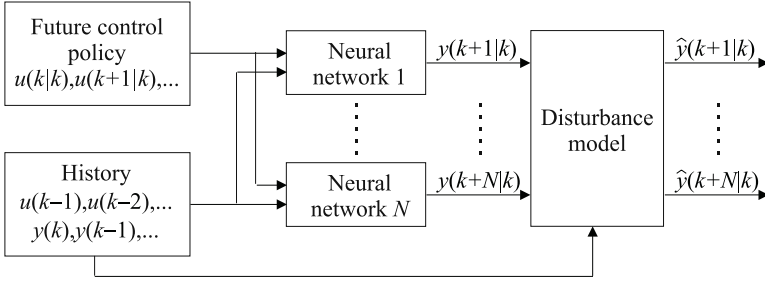 Future control
policy
u(k|k),u(k+1|k),...
History
u(k−1),u(k−2),...
y(k),y(k−1),...
Neural
network 1
Neural
network N
y(k+1|k)
y(k+N|k)
Disturbance
model
ŷ(k+1|k)
ŷ(k+N|k)